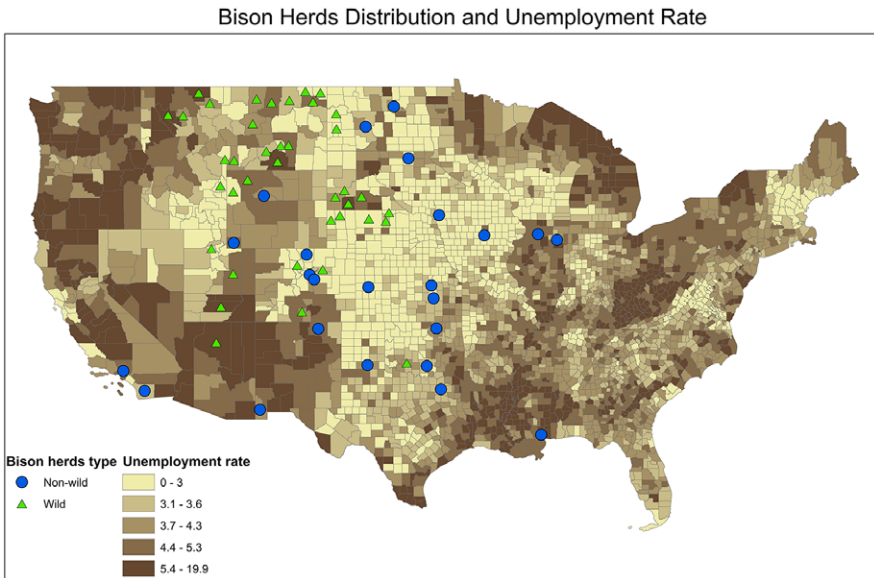 Bison Herds Distribution and Unemployment Rate
Bison herds type
Non-wild
Wild
Unemployment rate
0 - 3
3.1 - 3.6
3.7 - 4.3
4.4 - 5.3
5.4 - 19.9